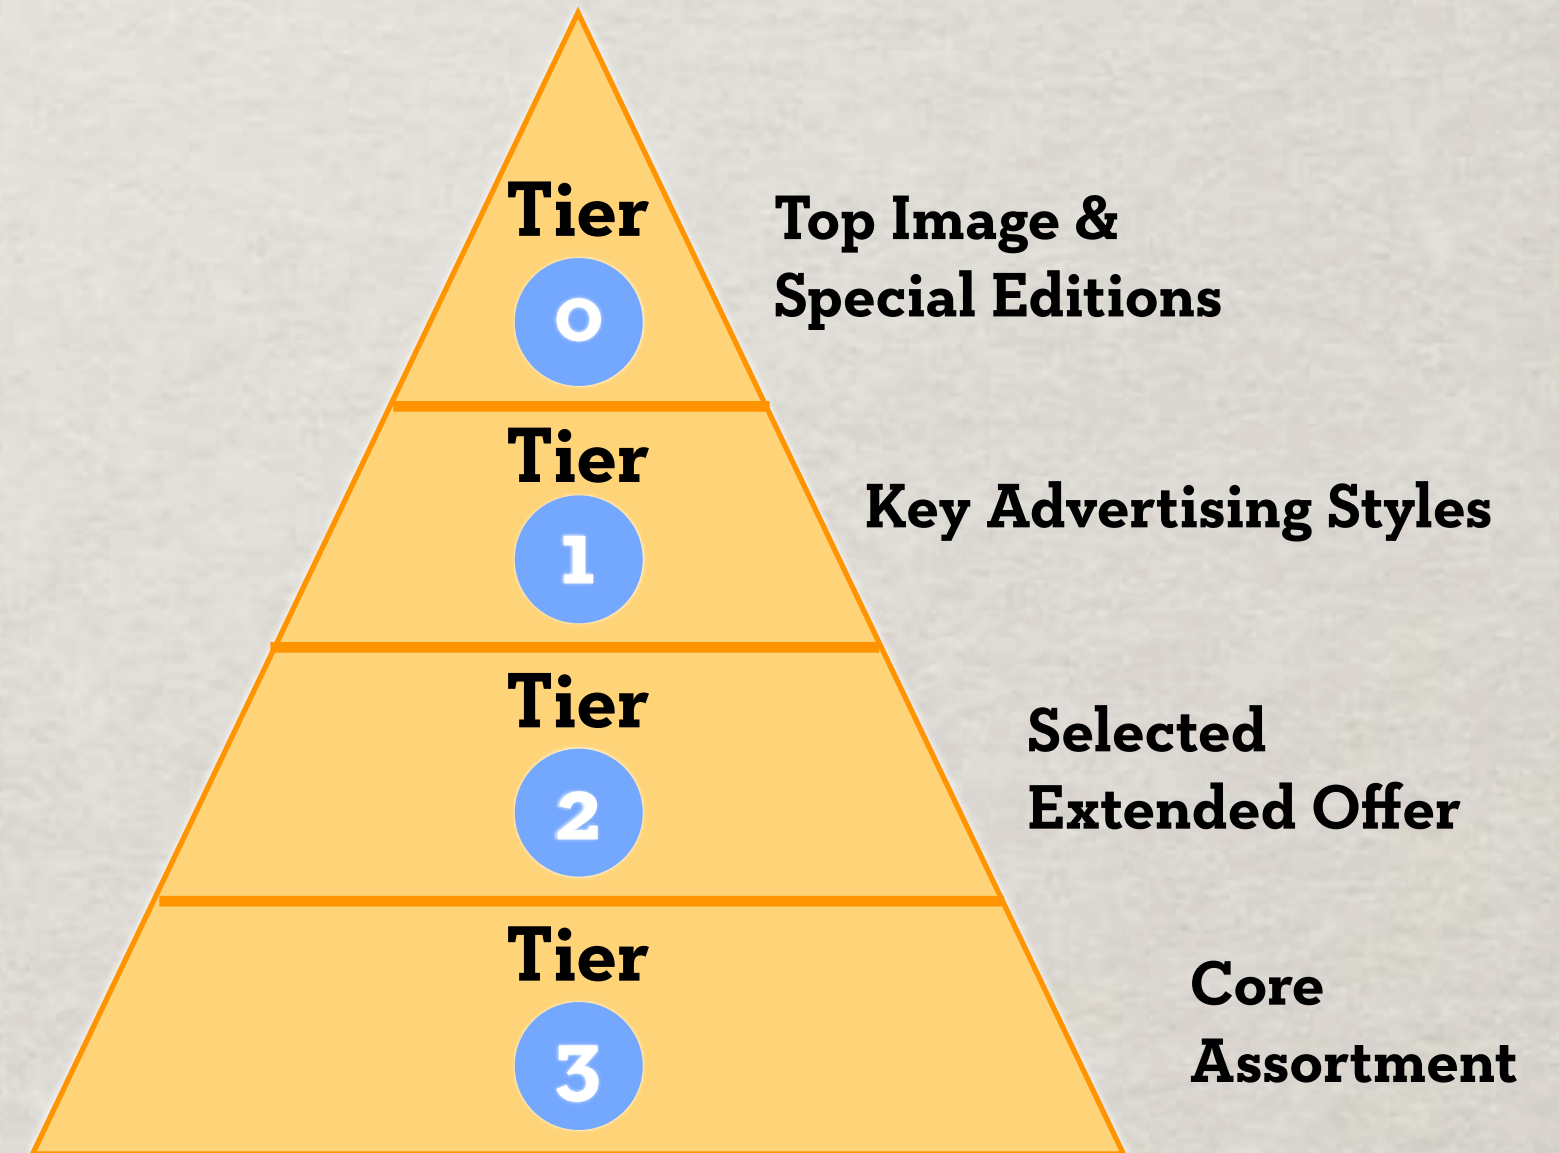 Tier
0
Top Image &
Special Editions
Tier
1
Key Advertising Styles
Tier
2
Selected
Extended Offer
Tier
3
Core
Assortment